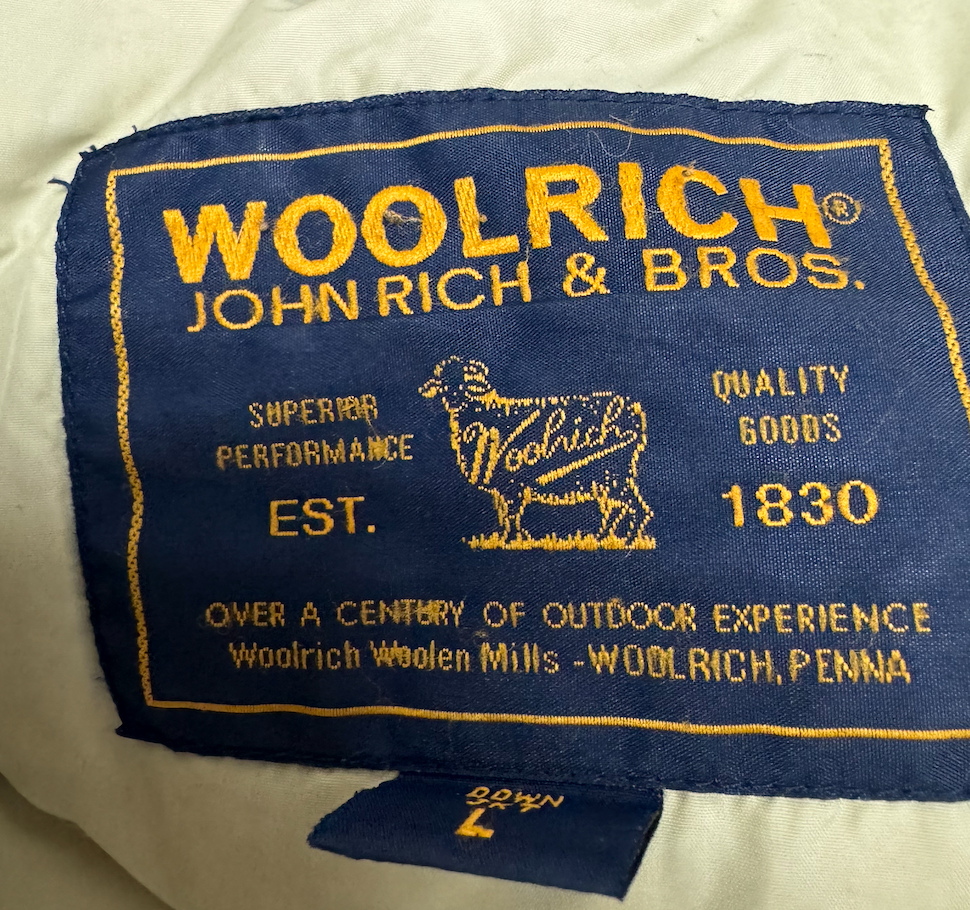 WOOLRICH®
JOHN RICH & BROS.
SUPERIOR
PERFORMANCE
EST.
Woolrich
QUALITY
GOODS
1830
OVER A CENTURY OF OUTDOOR EXPERIENCE
Woolrich Woolen Mills - WOOLRICH, PENNA
DOWN
L